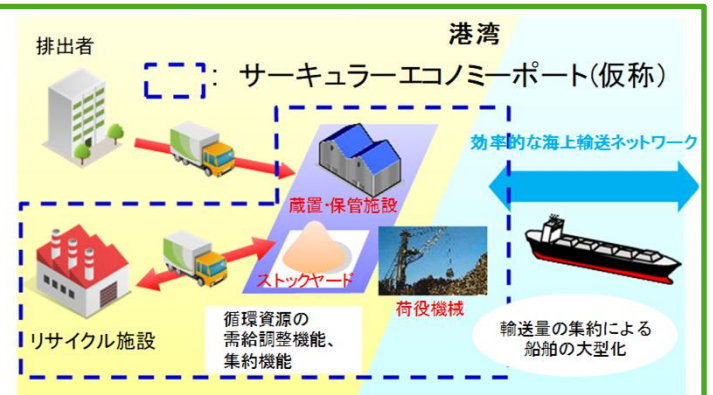 港湾
排出者
：サーキュラーエコノミーポート(仮称)
効率的な海上輸送ネットワーク
蔵置・保管施設
ストックヤード
荷役機械
リサイクル施設
循環資源の
需給調整機能、
集約機能
輸送量の集約による
船舶の大型化